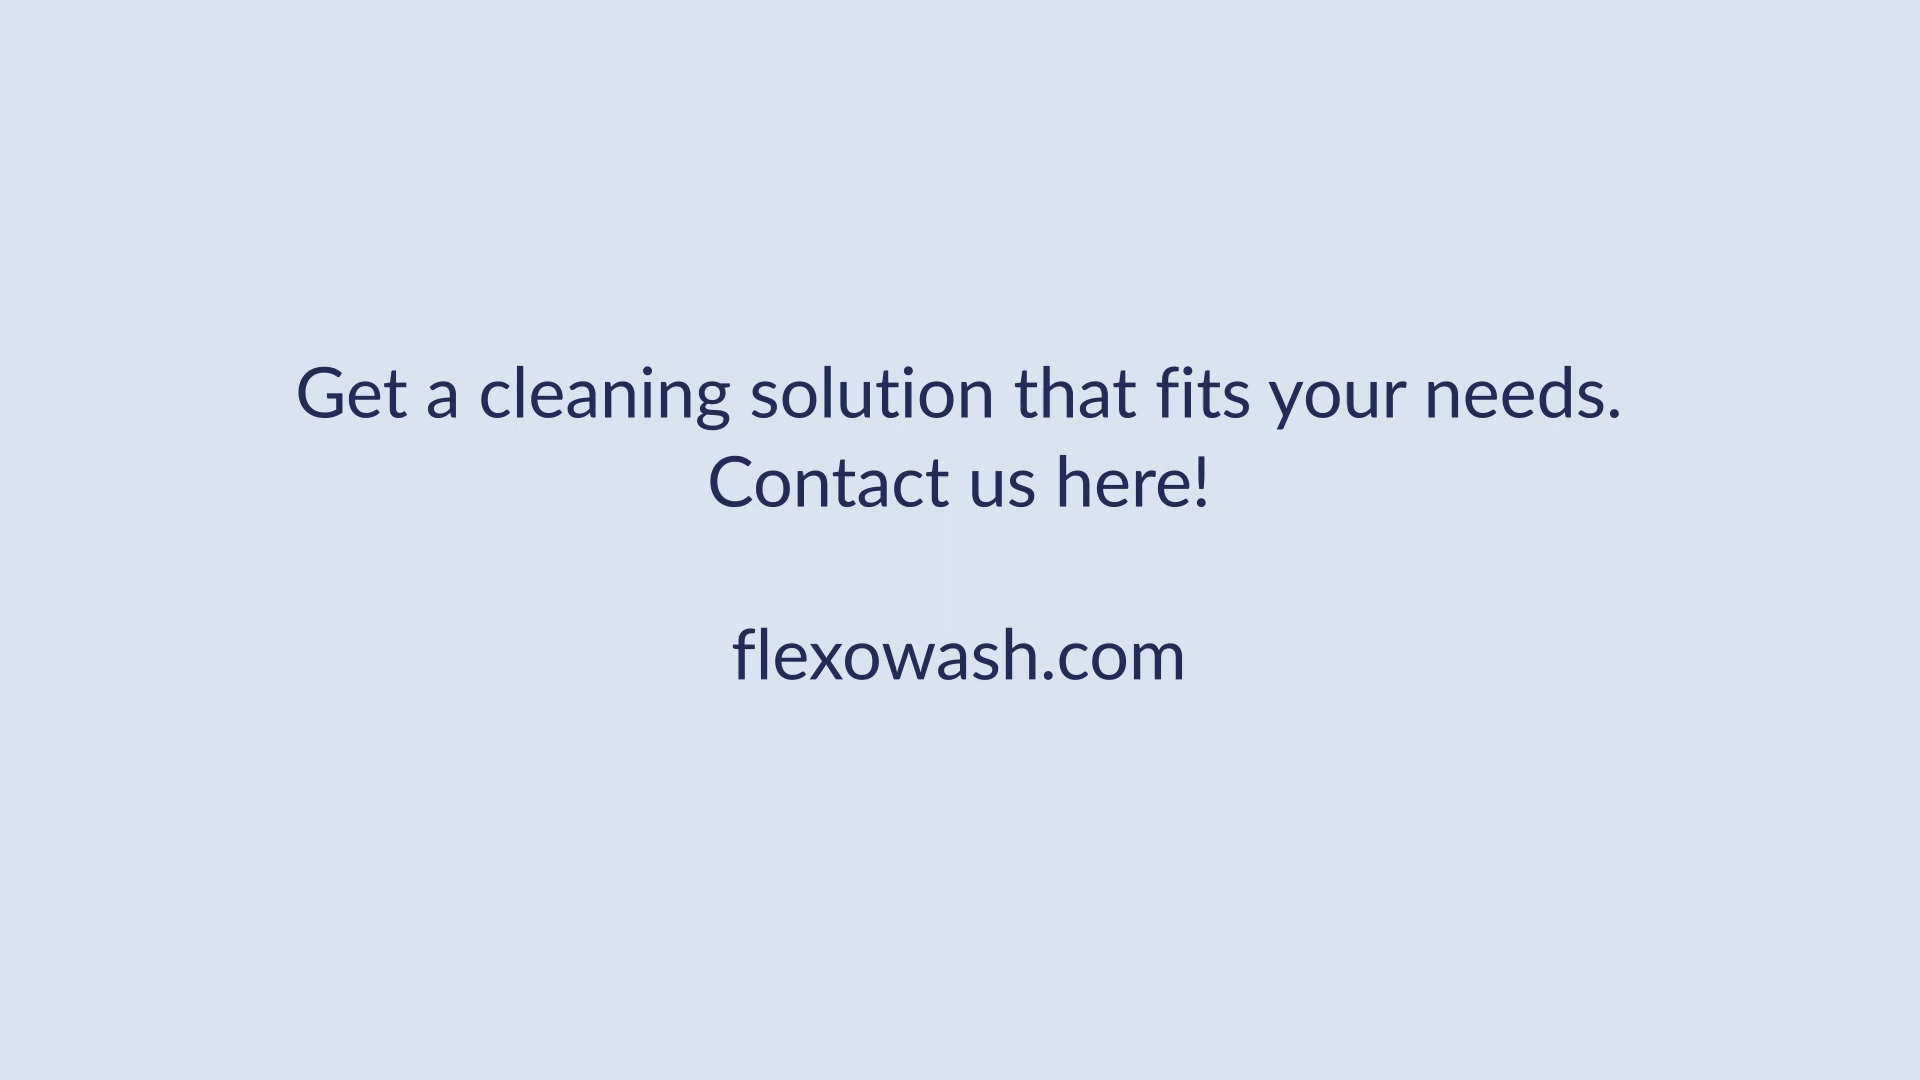 Get a cleaning solution that fits your needs.
Contact us here!
flexowash.com